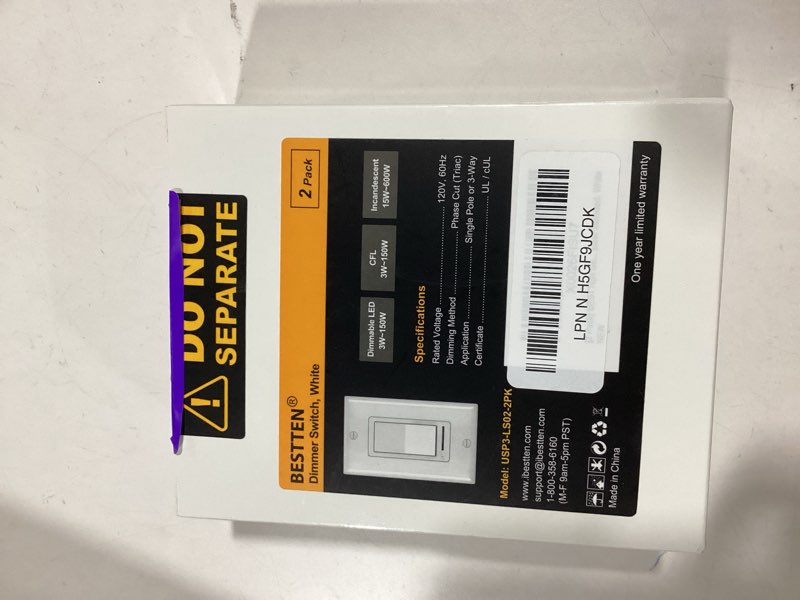 DO NOT
SEPARATE
BESTTEN®
Dimmer Switch, White
2 Pack
Dimmable LED
3W~150W
CFL
3W~150W
Incandescent
15W~600W
Specifications
Rated Voltage 120V, 60Hz
Dimming Method Phase Cut (Triac)
Application Single Pole or 3-Way
Certificate UL / cUL
Model: USP3-LS02-2PK
www.ibestten.com
support@ibestten.com
1-800-358-6160
(M-F 9am-5pm PST)
Made in China
LPN N H5GF9JCDK
One year limited warranty